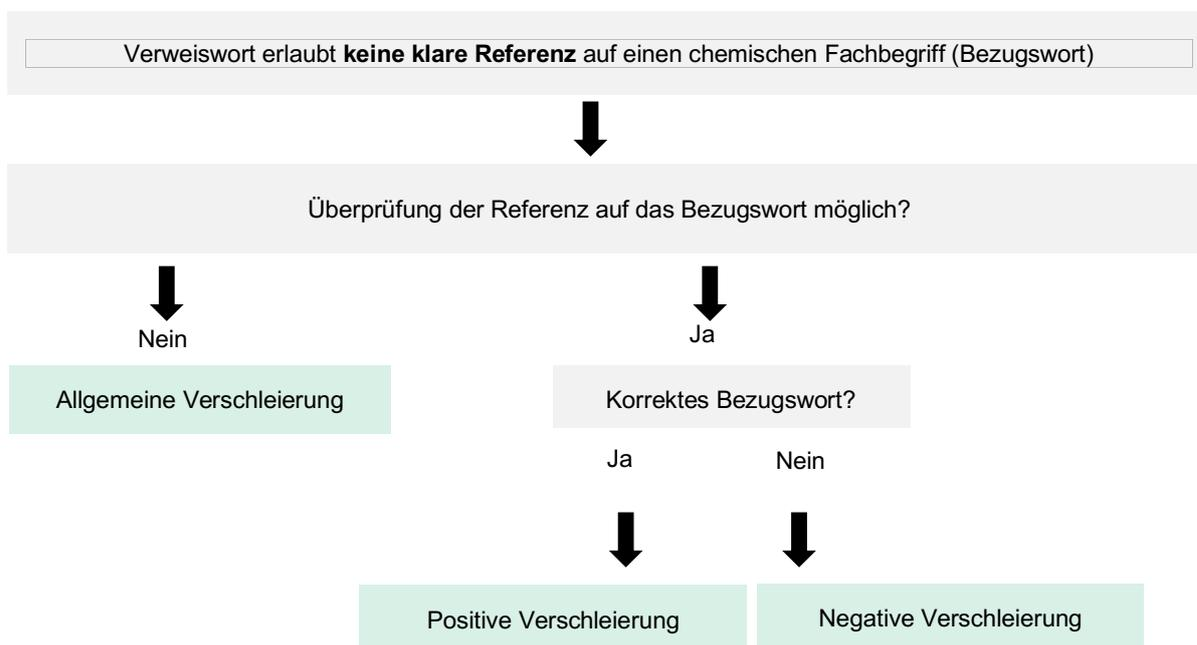 Verweiswort erlaubt keine klare Referenz auf einen chemischen Fachbegriff (Bezugswort)
Überprüfung der Referenz auf das Bezugswort möglich?
Nein
Ja
Allgemeine Verschleierung
Korrektes Bezugswort?
Ja
Nein
Positive Verschleierung
Negative Verschleierung